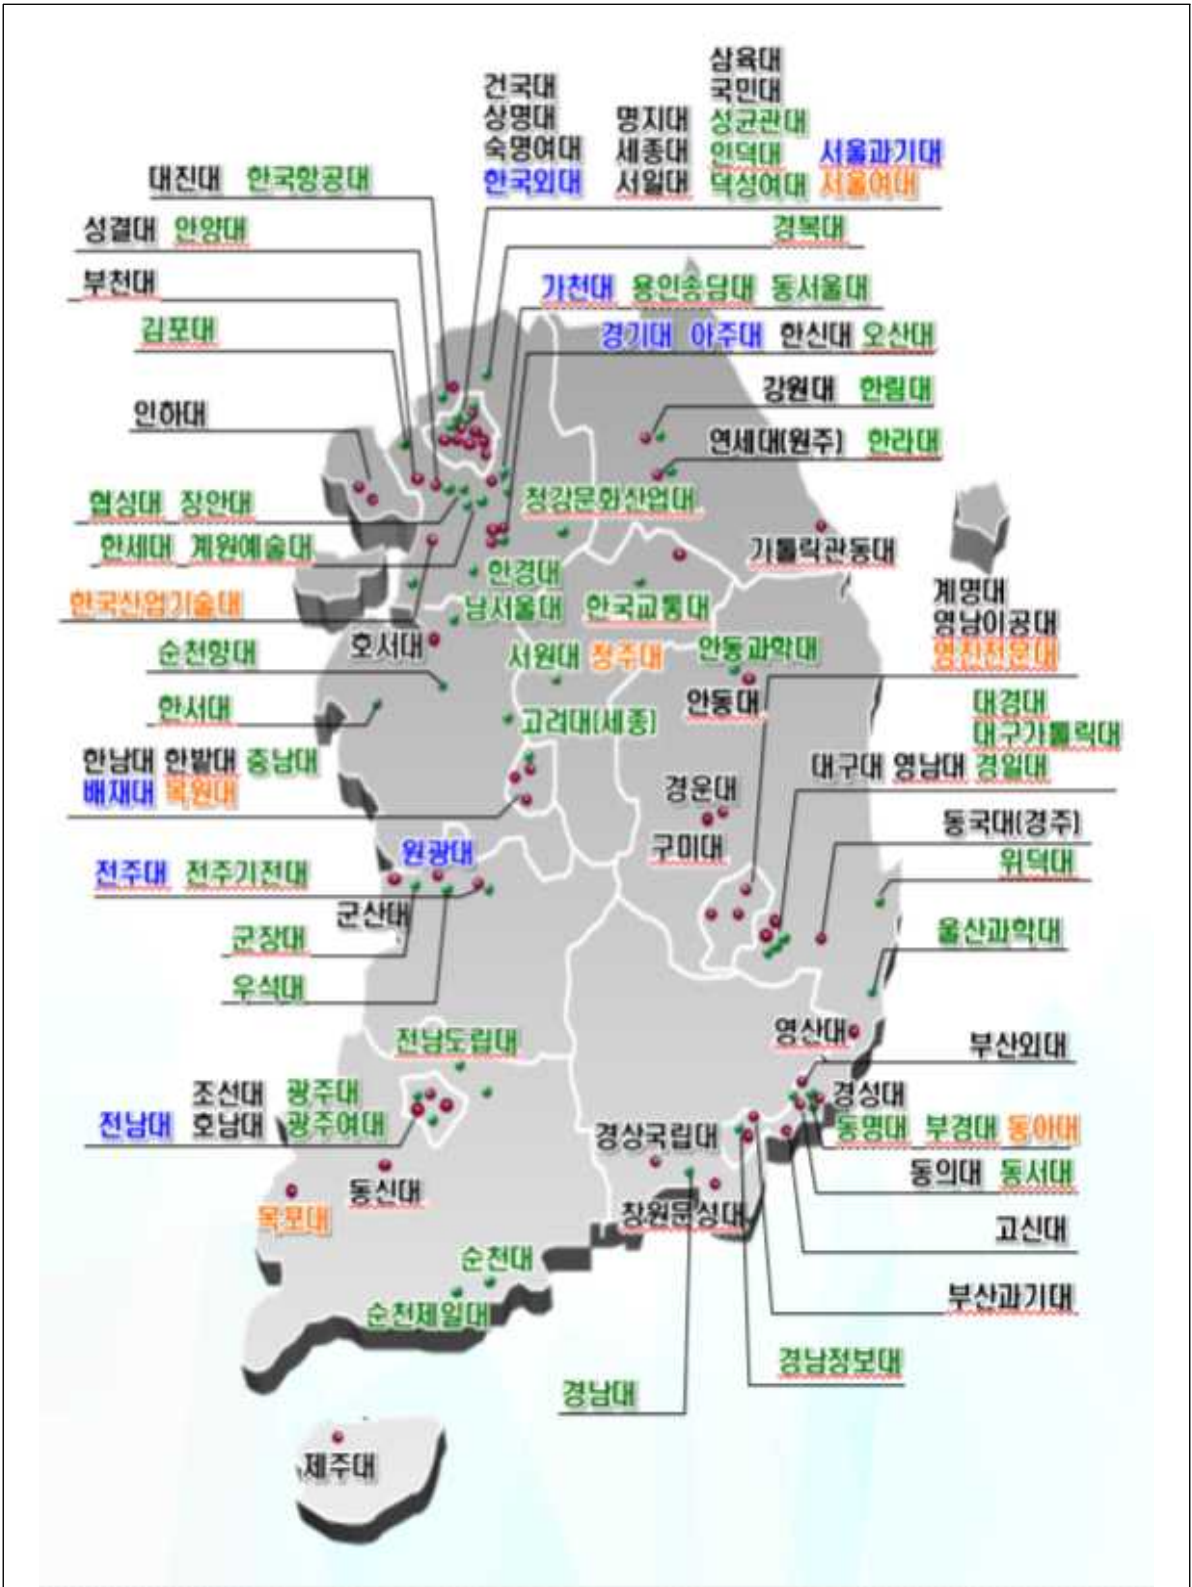 삼육대
건국대 국민대
상명대 명지대 성균관대
숙명여대 세종대 인덕대 서울과기대
한국외대 서일대 덕성여대 서울여대
대진대 한국항공대
성결대 안양대 경복대
부천대 가천대 용인송담대 동서울대
김포대 경기대 아주대 한신대 오산대
강원대 한림대
인하대
연세대(원주) 한라대
협성대 장안대 청강문화산업대
한세대 계원예술대 가톨릭관동대
한경대
계명대
한국산업기술대 남서울대 한국교통대
영남이공대
순천향대 호서대 서원대 청주대 안동과학대 영진전문대
한서대 안동대 대경대
고려대(세종) 대구가톨릭대
한남대 한밭대 충남대 대구대 영남대 경일대
배재대 목원대 경운대
동국대(경주)
원광대 구미대 위덕대
전주대 전주기전대
군산대
군장대 울산과학대
우석대
전남도립대 영산대 부산외대
조선대 광주대 경성대
전남대 호남대 광주여대 경상국립대 동명대 부경대 동아대
동신대 동의대 동서대
목포대 창원문성대 고신대
순천대
순천제일대 부산과기대
경남정보대
경남대
제주대